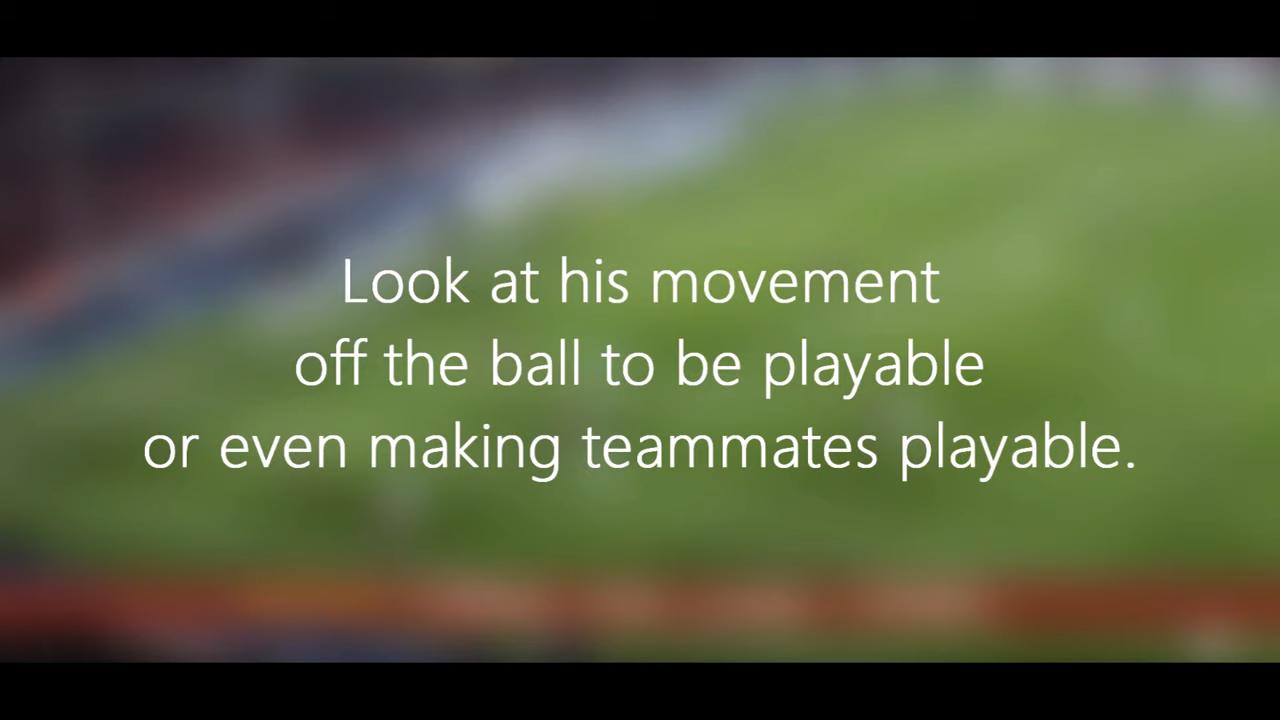 Look at his movement
off the ball to be playable
or even making teammates playable.